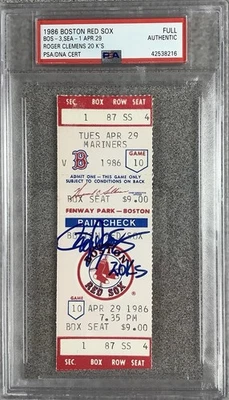 1986 BOSTON RED SOX FULL
BOS - 3, SEA - 1 APR 29
ROGER CLEMENS 20 K'S AUTHENTIC
PSA/DNA CERT PSA 42538216
SEC. BOX ROW SEAT
1 87 SS 4
TUES APR 29
MARINERS
V B 1986 GAME 10
ADMIT ONE - THIS GAME ONLY
SUBJECT TO CONDITIONS ON BACK
BOX SEAT $9.00
FENWAY PARK - BOSTON
RAIN CHECK
20K's
BOSTON
RED SOX
GAME
10 APR 29 1986
7.35 PM
BOX SEAT $9.00
SEC. BOX ROW SEAT
1 87 SS 4